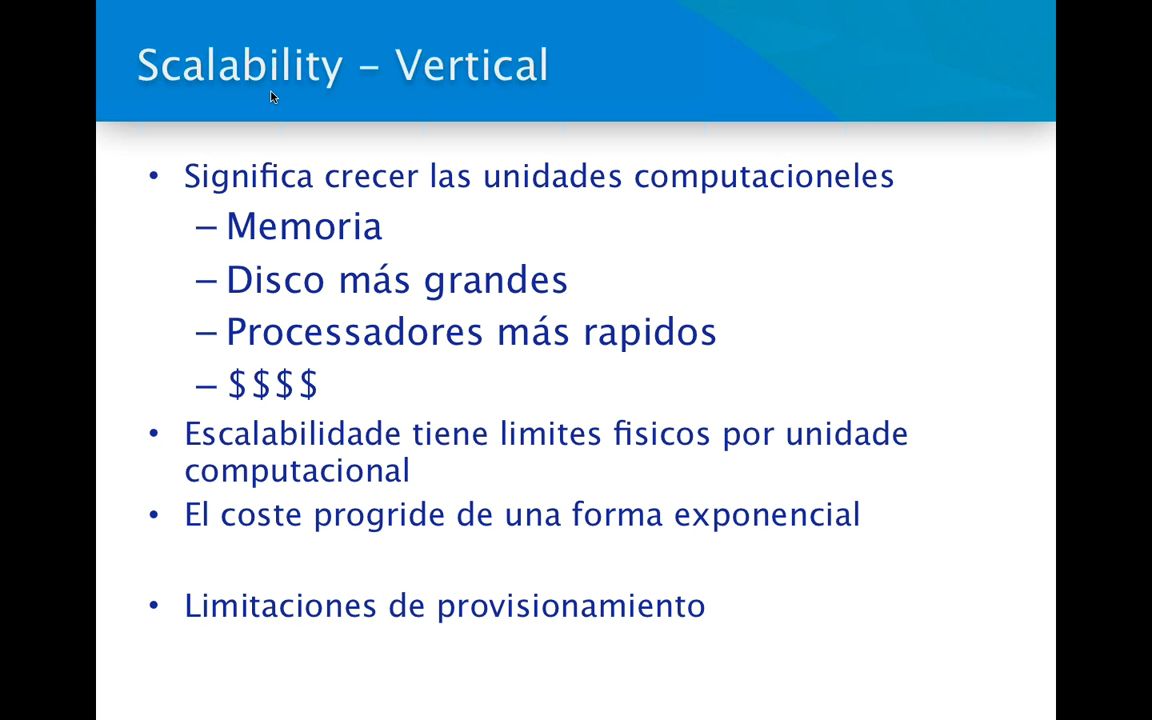 Scalability – Vertical
• Significa crecer las unidades computacioneles
– Memoria
– Disco más grandes
– Processadores más rapidos
– $$$$
• Escalabilidade tiene limites fisicos por unidade
computacional
• El coste progride de una forma exponencial
• Limitaciones de provisionamiento